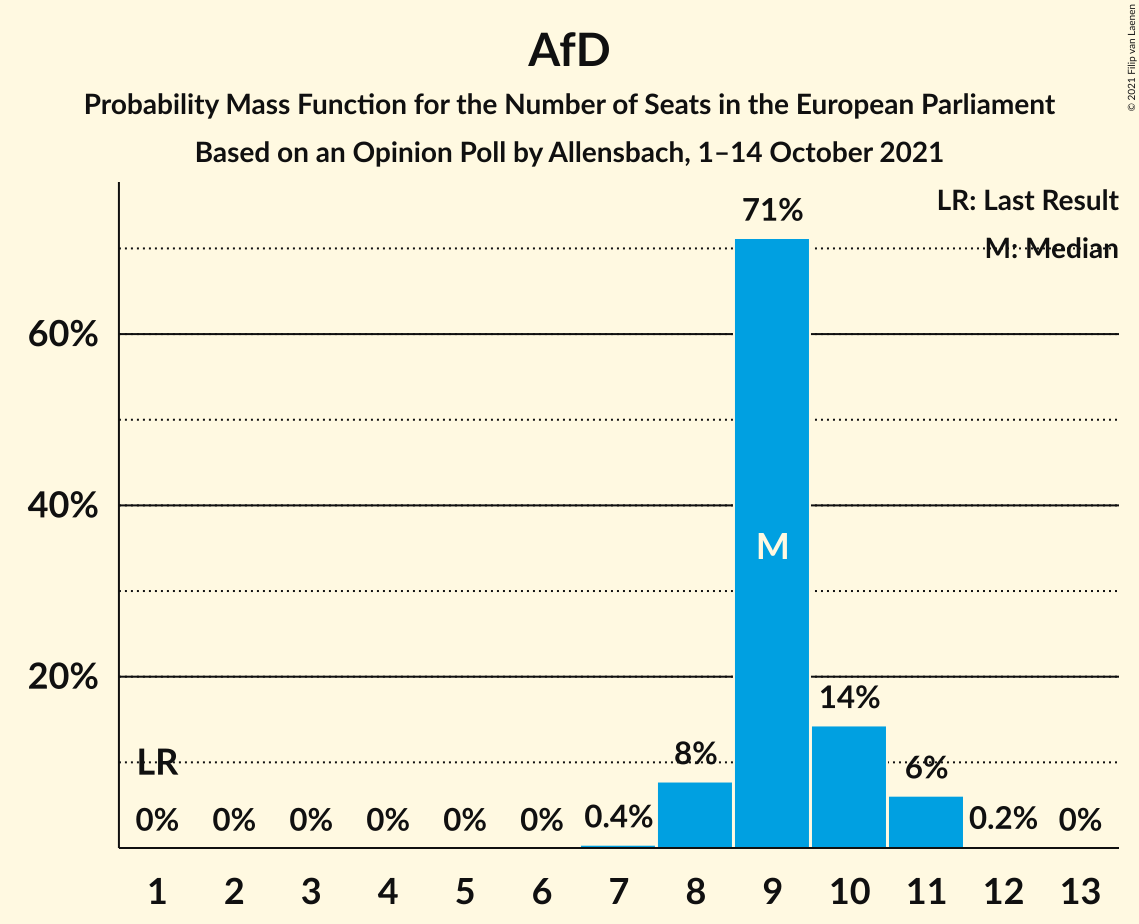 AfD
Probability Mass Function for the Number of Seats in the European Parliament
Based on an Opinion Poll by Allensbach, 1–14 October 2021
© 2021 Filip van Laenen
LR: Last Result
M: Median
71%
60%
40%
M
20%
14%
LR
8%
6%
0% 0% 0% 0% 0% 0% 0.4% 0.2% 0%
1 2 3 4 5 6 7 8 9 10 11 12 13